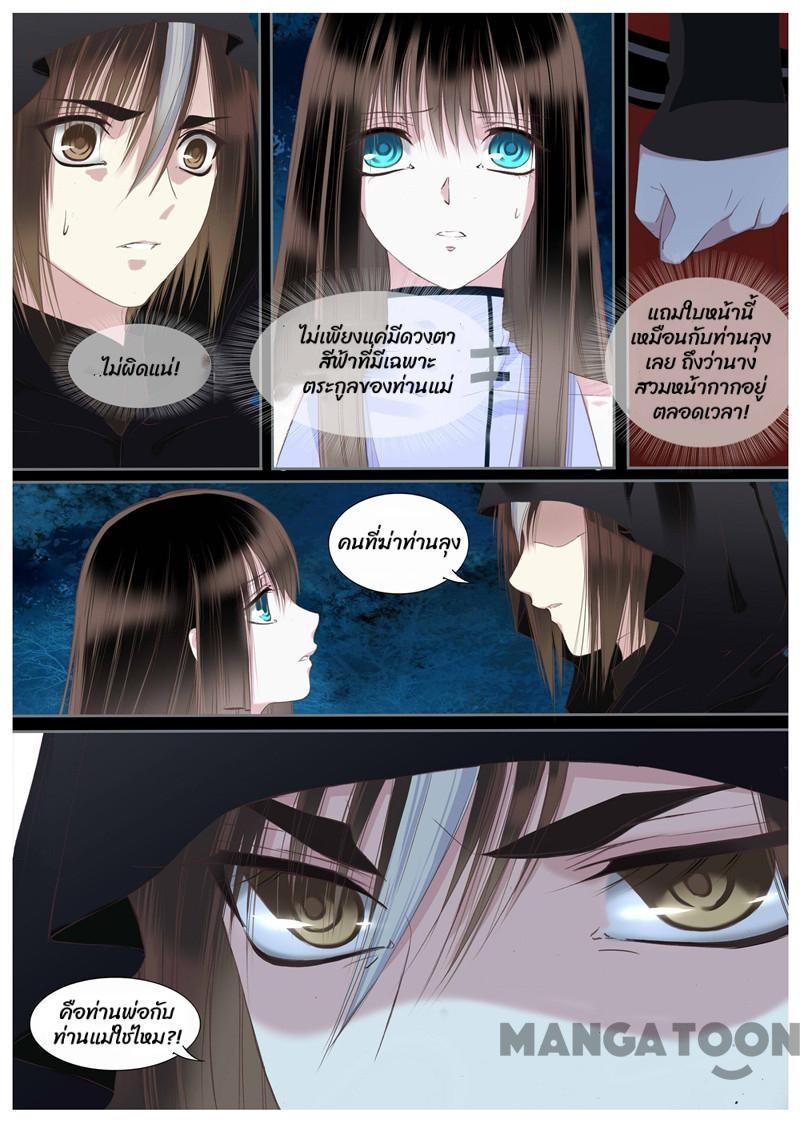 ..ไม่ผิดแน่!
ไม่เพียงแค่มีดวงตา
สีฟ้าที่มีเฉพาะ
ตระกูลของท่านแม่
แถมใบหน้านี้
เหมือนกับท่านลุง
เลย ถึงว่านาง
สวมหน้ากากอยู่
ตลอดเวลา!
คนที่ฆ่าท่านลุง
คือท่านพ่อกับ
ท่านแม่ใช่ไหม?!
MANGATOON